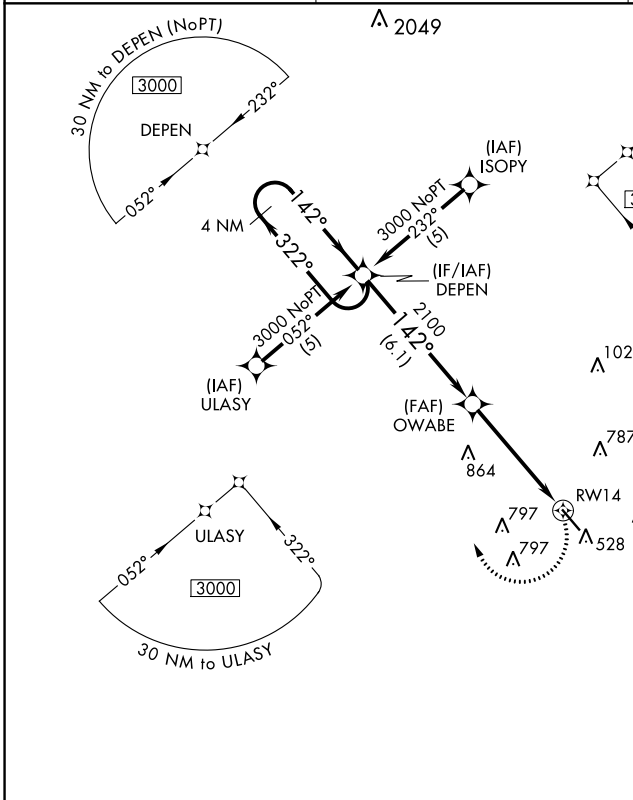 2049
30 NM to DEPEN (NoPT)
3000
232°
DEPEN
052°
(IAF)
ISOPY
3000 NoPT
232°
(5)
142°
4 NM
322°
(IF/IAF)
DEPEN
3000 NoPT
052°
(5)
2100
142°
(6.1)
(IAF)
ULASY
(FAF)
OWABE
102
787
864
RW14
797
797
528
ULASY
052°
322°
3000
30 NM to ULASY